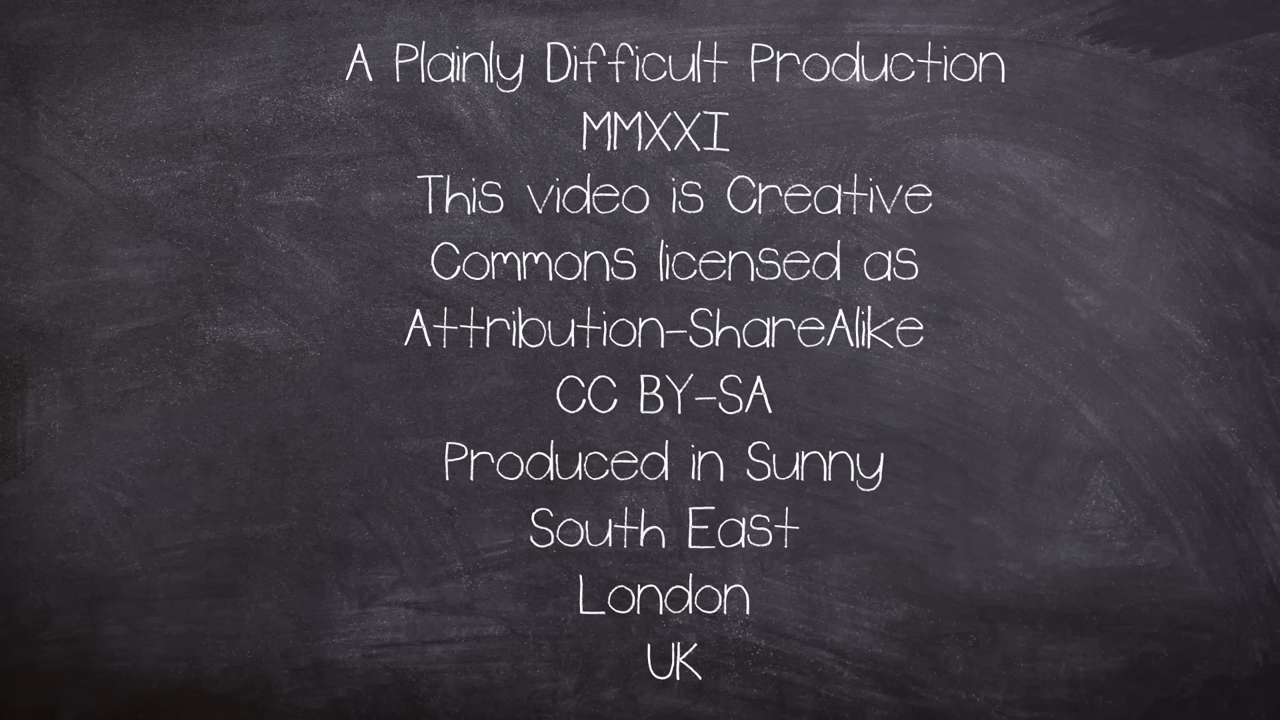 A Plainly Difficult Production
MMXXI
This video is Creative
Commons licensed as
Attribution-ShareAlike
CC BY-SA
Produced in Sunny
South East
London
UK